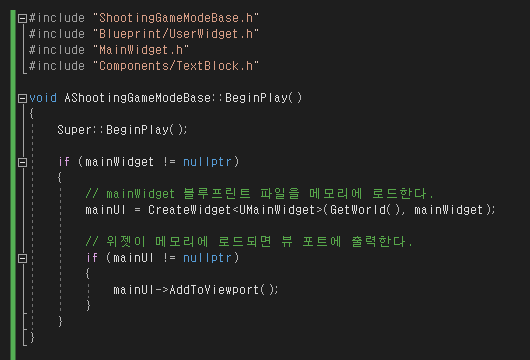 #include "ShootingGameModeBase.h"
#include "Blueprint/UserWidget.h"
#include "MainWidget.h"
#include "Components/TextBlock.h"
void AShootingGameModeBase::BeginPlay()
{
Super::BeginPlay();
if (mainWidget != nullptr)
{
// mainWidget 블루프린트 파일을 메모리에 로드한다.
mainUI = CreateWidget<UMainWidget>(GetWorld(), mainWidget);
// 위젯이 메모리에 로드되면 뷰 포트에 출력한다.
if (mainUI != nullptr)
{
mainUI->AddToViewport();
}
}
}